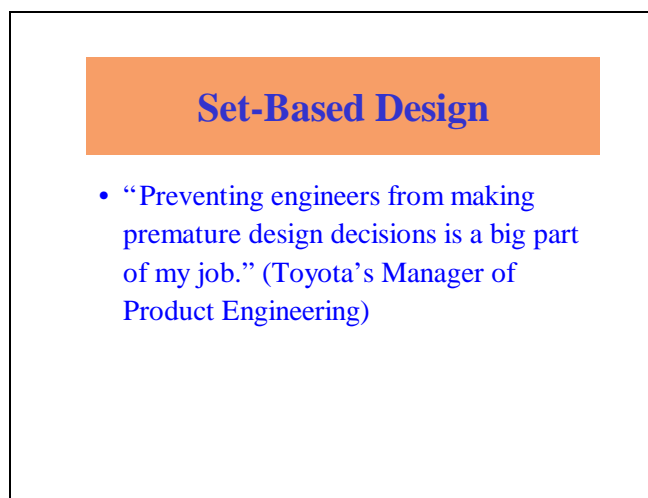 Set-Based Design
• “Preventing engineers from making
premature design decisions is a big part
of my job.” (Toyota’s Manager of
Product Engineering)